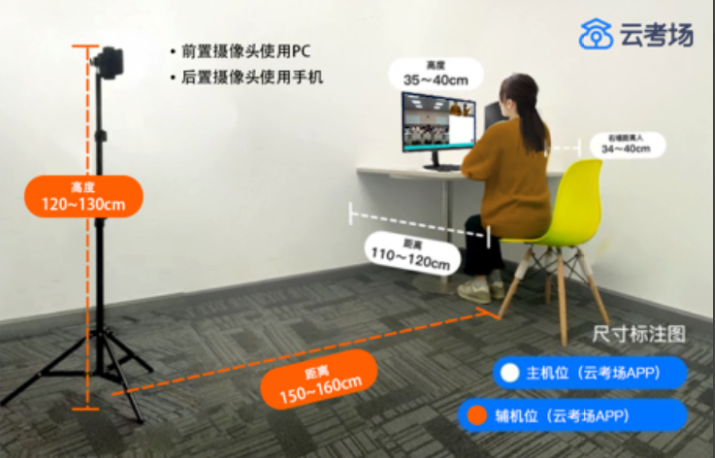 云考场
• 前置摄像头使用PC
• 后置摄像头使用手机
高度
35～40cm
右墙距离人
34～40cm
高度
120~130cm
距离
110～120cm
距离
150~160cm
尺寸标注图
主机位（云考场APP）
辅机位（云考场APP）